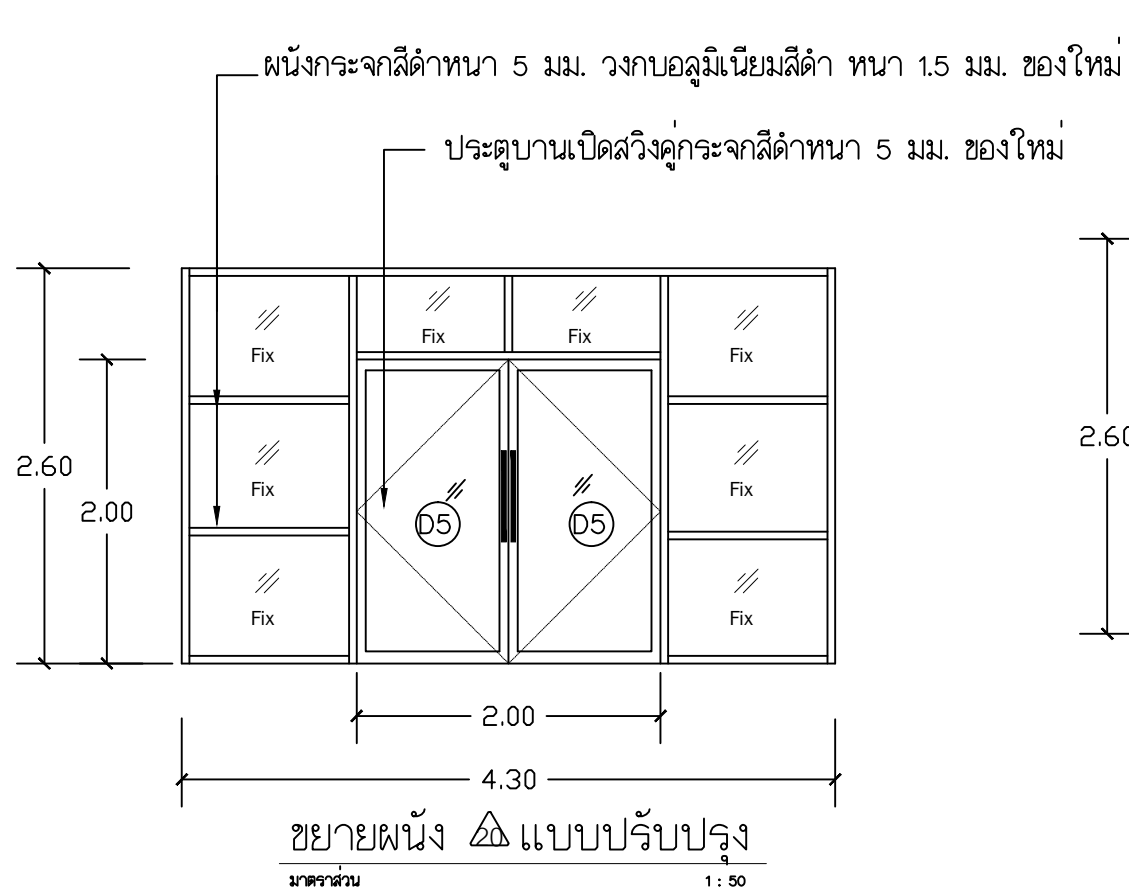 ผนังกระจกสีดำหนา 5 มม. วงกบอลูมิเนียมสีดำ หนา 1.5 มม. ของใหม่
ประตูบานเปิดสวิงคู่กระจกสีดำหนา 5 มม. ของใหม่
Fix
Fix
Fix
Fix
Fix
Fix
Fix
Fix
D5
D5
2.60
2.00
2.60
2.00
4.30
ขยายผนัง 20 แบบปรับปรุง
มาตราส่วน 1 : 50